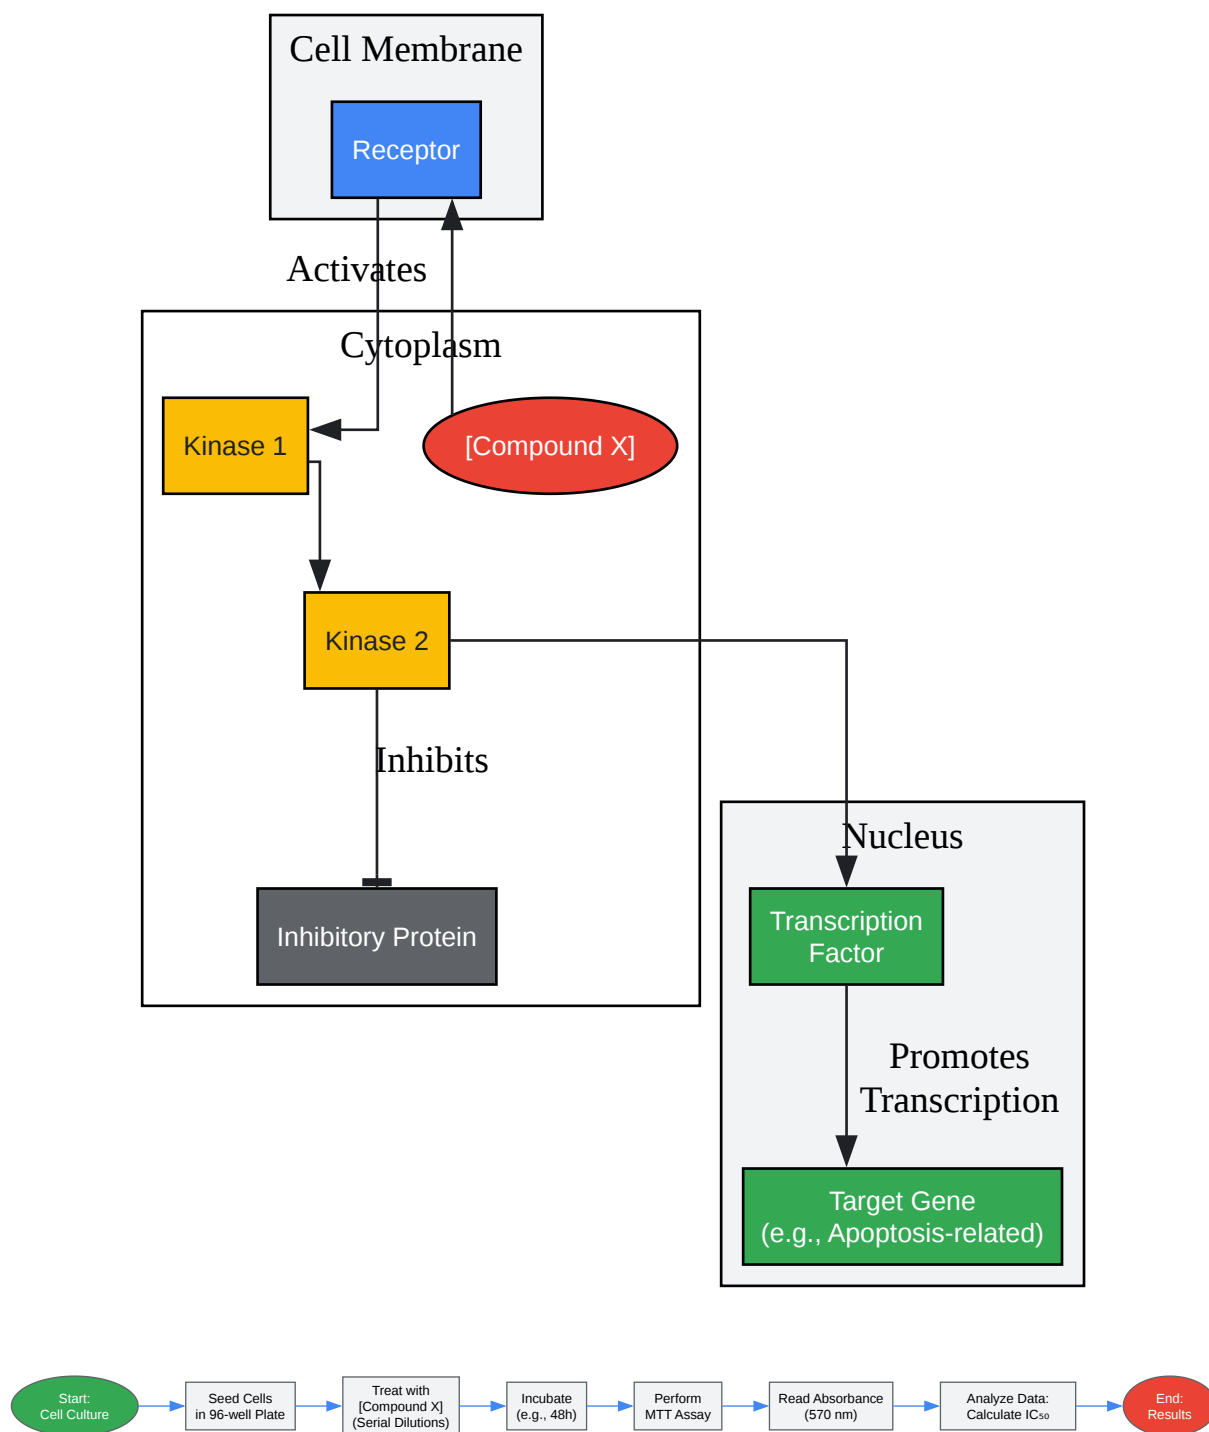 Cell Membrane
Receptor
Activates
Cytoplasm
Kinase 1
[Compound X]
Kinase 2
Inhibits
Nucleus
Inhibitory Protein
Transcription
Factor
Promotes
Transcription
Target Gene
(e.g., Apoptosis-related)
Start:
Cell Culture
Seed Cells
in 96-well Plate
Treat with
[Compound X]
(Serial Dilutions)
Incubate
(e.g., 48h)
Perform
MTT Assay
Read Absorbance
(570 nm)
Analyze Data:
Calculate IC₅₀
End:
Results